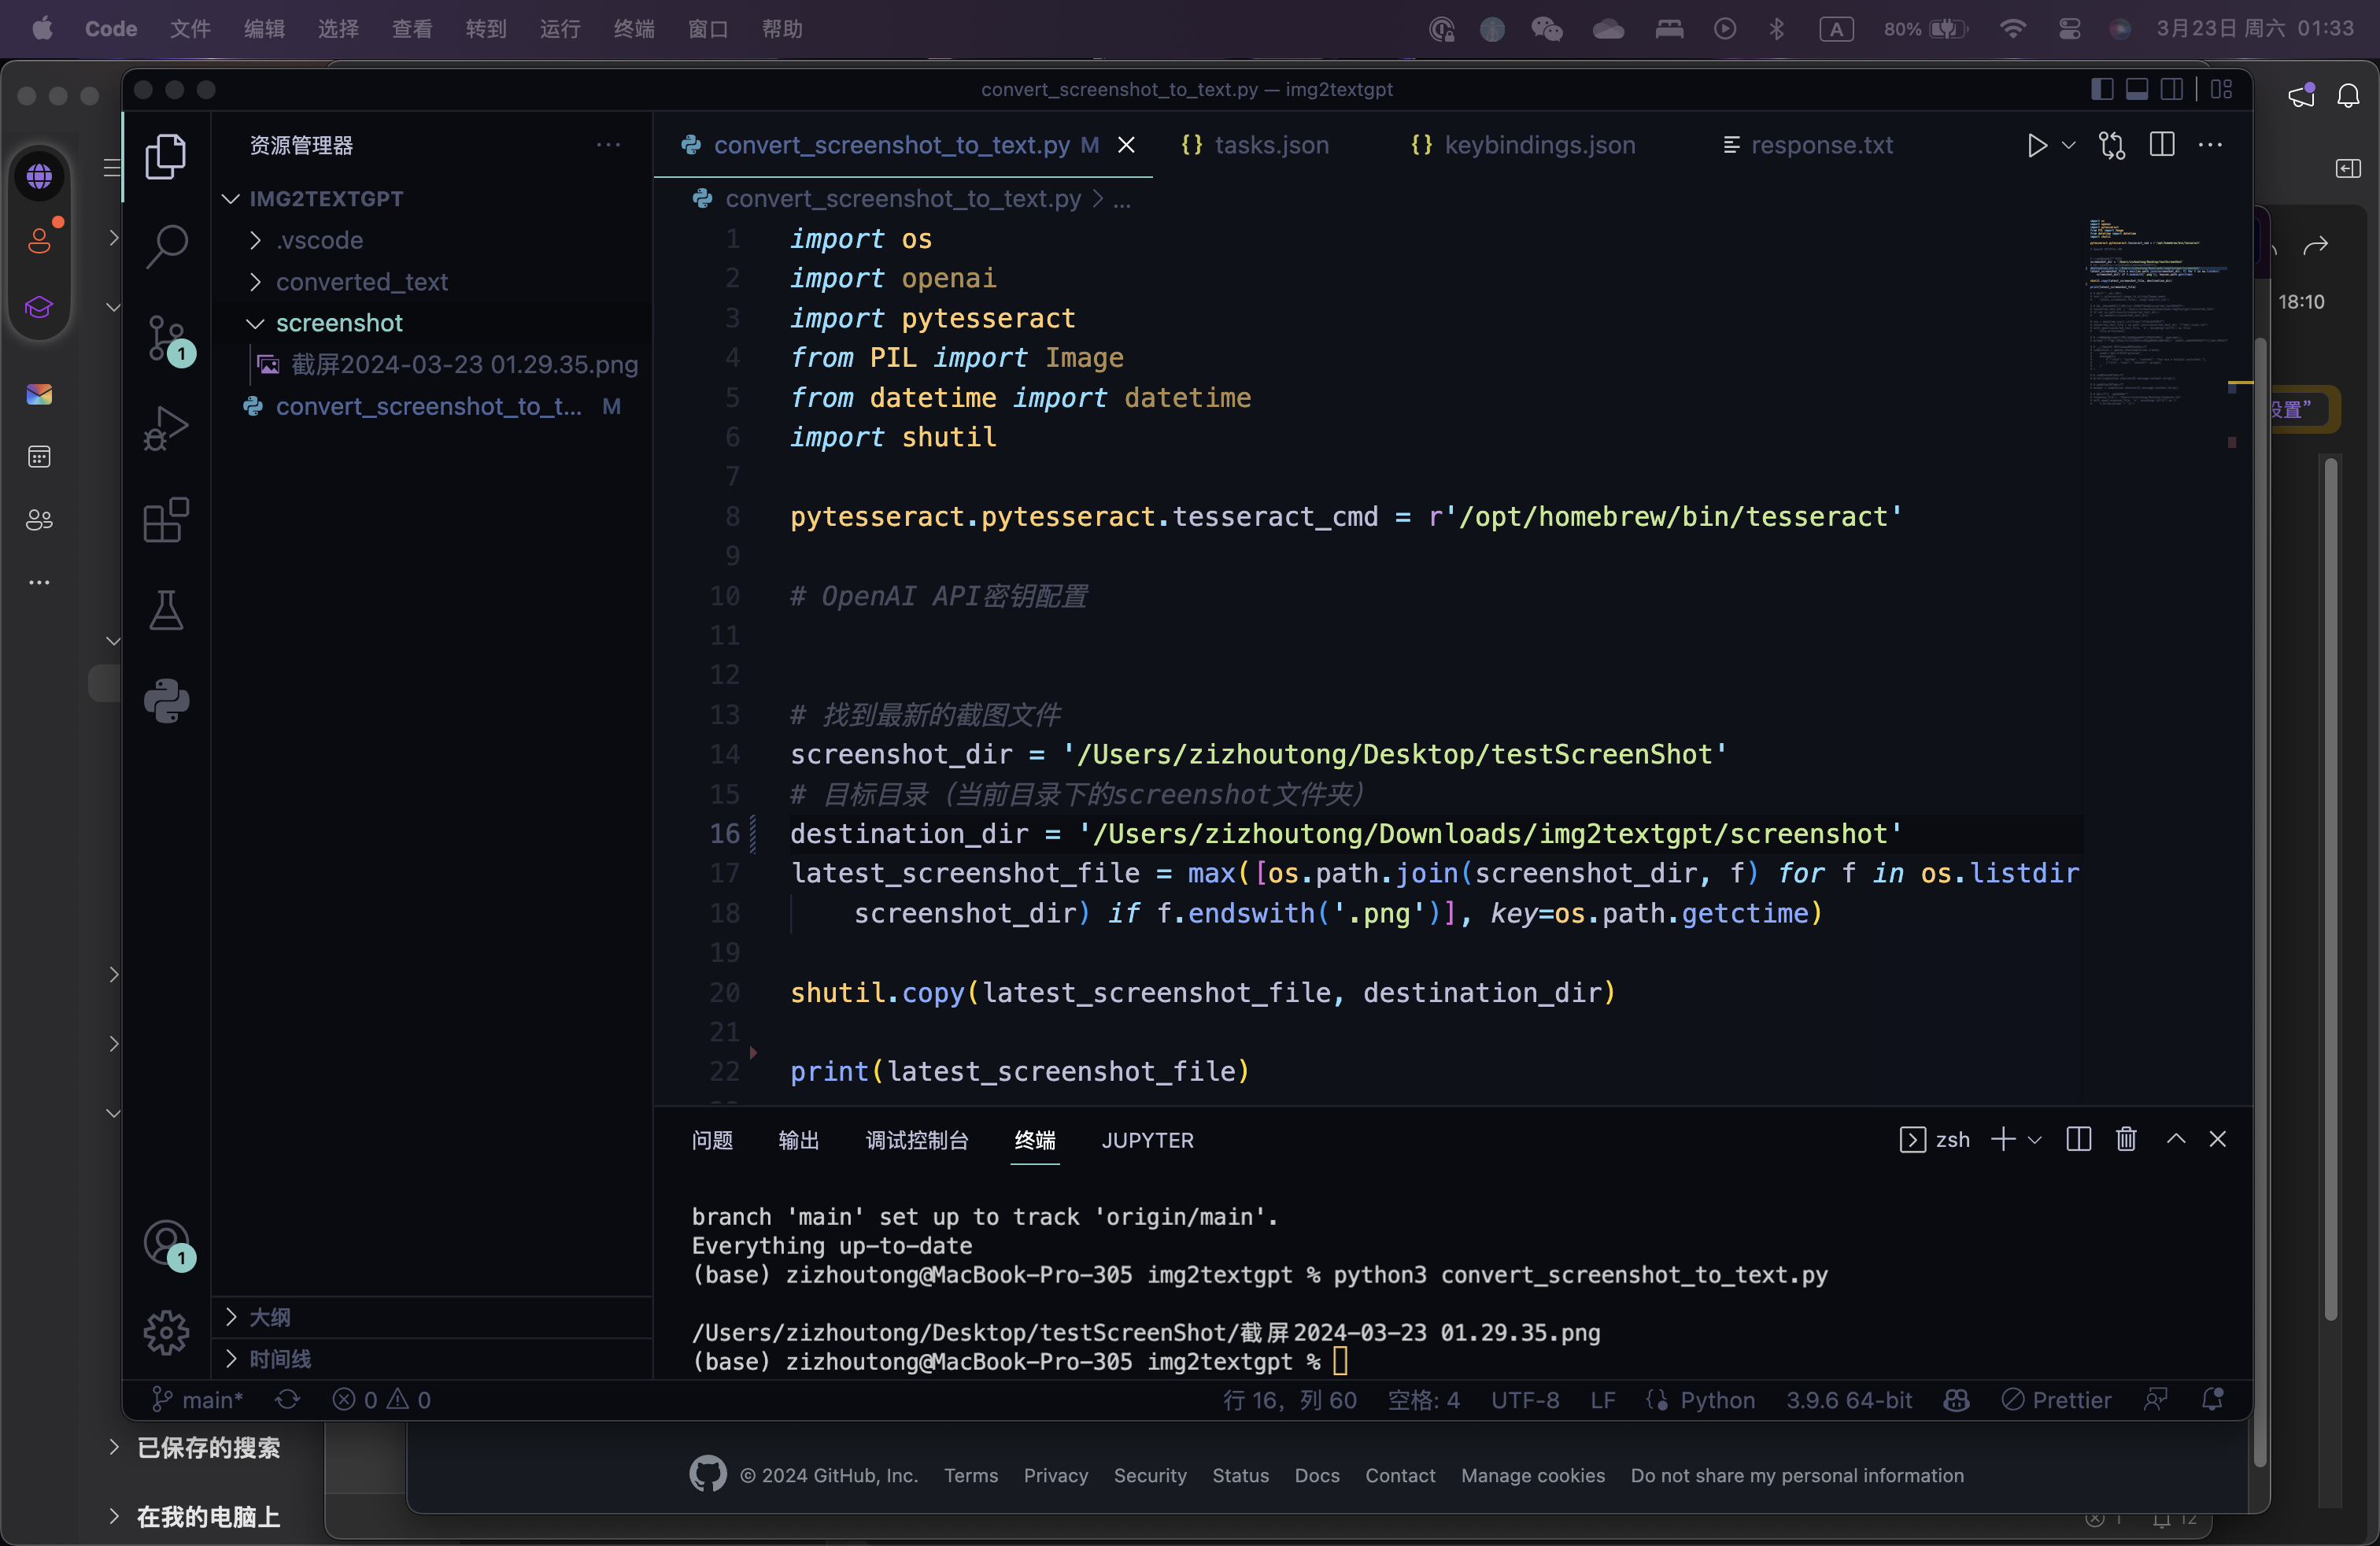 Code 文件 编辑 选择 查看 转到 运行 终端 窗口 帮助 A 80% 3月23日 周六 01:33
convert_screenshot_to_text.py — img2textgpt
资源管理器
IMG2TEXTGPT
.vscode
converted_text
screenshot
截屏2024-03-23 01.29.35.png
convert_screenshot_to_t... M
1
1
大纲
时间线
convert_screenshot_to_text.py M
{} tasks.json
{} keybindings.json
response.txt
convert_screenshot_to_text.py > ...
1 import os
2 import openai
3 import pytesseract
4 from PIL import Image
5 from datetime import datetime
6 import shutil
7
8 pytesseract.pytesseract.tesseract_cmd = r'/opt/homebrew/bin/tesseract'
9
10 # OpenAI API密钥配置
11
12
13 # 找到最新的截图文件
14 screenshot_dir = '/Users/zizhoutong/Desktop/testScreenShot'
15 # 目标目录（当前目录下的screenshot文件夹）
16 destination_dir = '/Users/zizhoutong/Downloads/img2textgpt/screenshot'
17 latest_screenshot_file = max([os.path.join(screenshot_dir, f) for f in os.listdir
18 screenshot_dir) if f.endswith('.png')], key=os.path.getctime)
19
20 shutil.copy(latest_screenshot_file, destination_dir)
21
22 print(latest_screenshot_file)
18:10
设置”
问题 输出 调试控制台 终端 JUPYTER
zsh
branch 'main' set up to track 'origin/main'.
Everything up-to-date
(base) zizhoutong@MacBook-Pro-305 img2textgpt % python3 convert_screenshot_to_text.py
/Users/zizhoutong/Desktop/testScreenShot/截屏2024-03-23 01.29.35.png
(base) zizhoutong@MacBook-Pro-305 img2textgpt %
main* 0 0 行 16，列 60 空格: 4 UTF-8 LF Python 3.9.6 64-bit Prettier
已保存的搜索
在我的电脑上
© 2024 GitHub, Inc. Terms Privacy Security Status Docs Contact Manage cookies Do not share my personal information